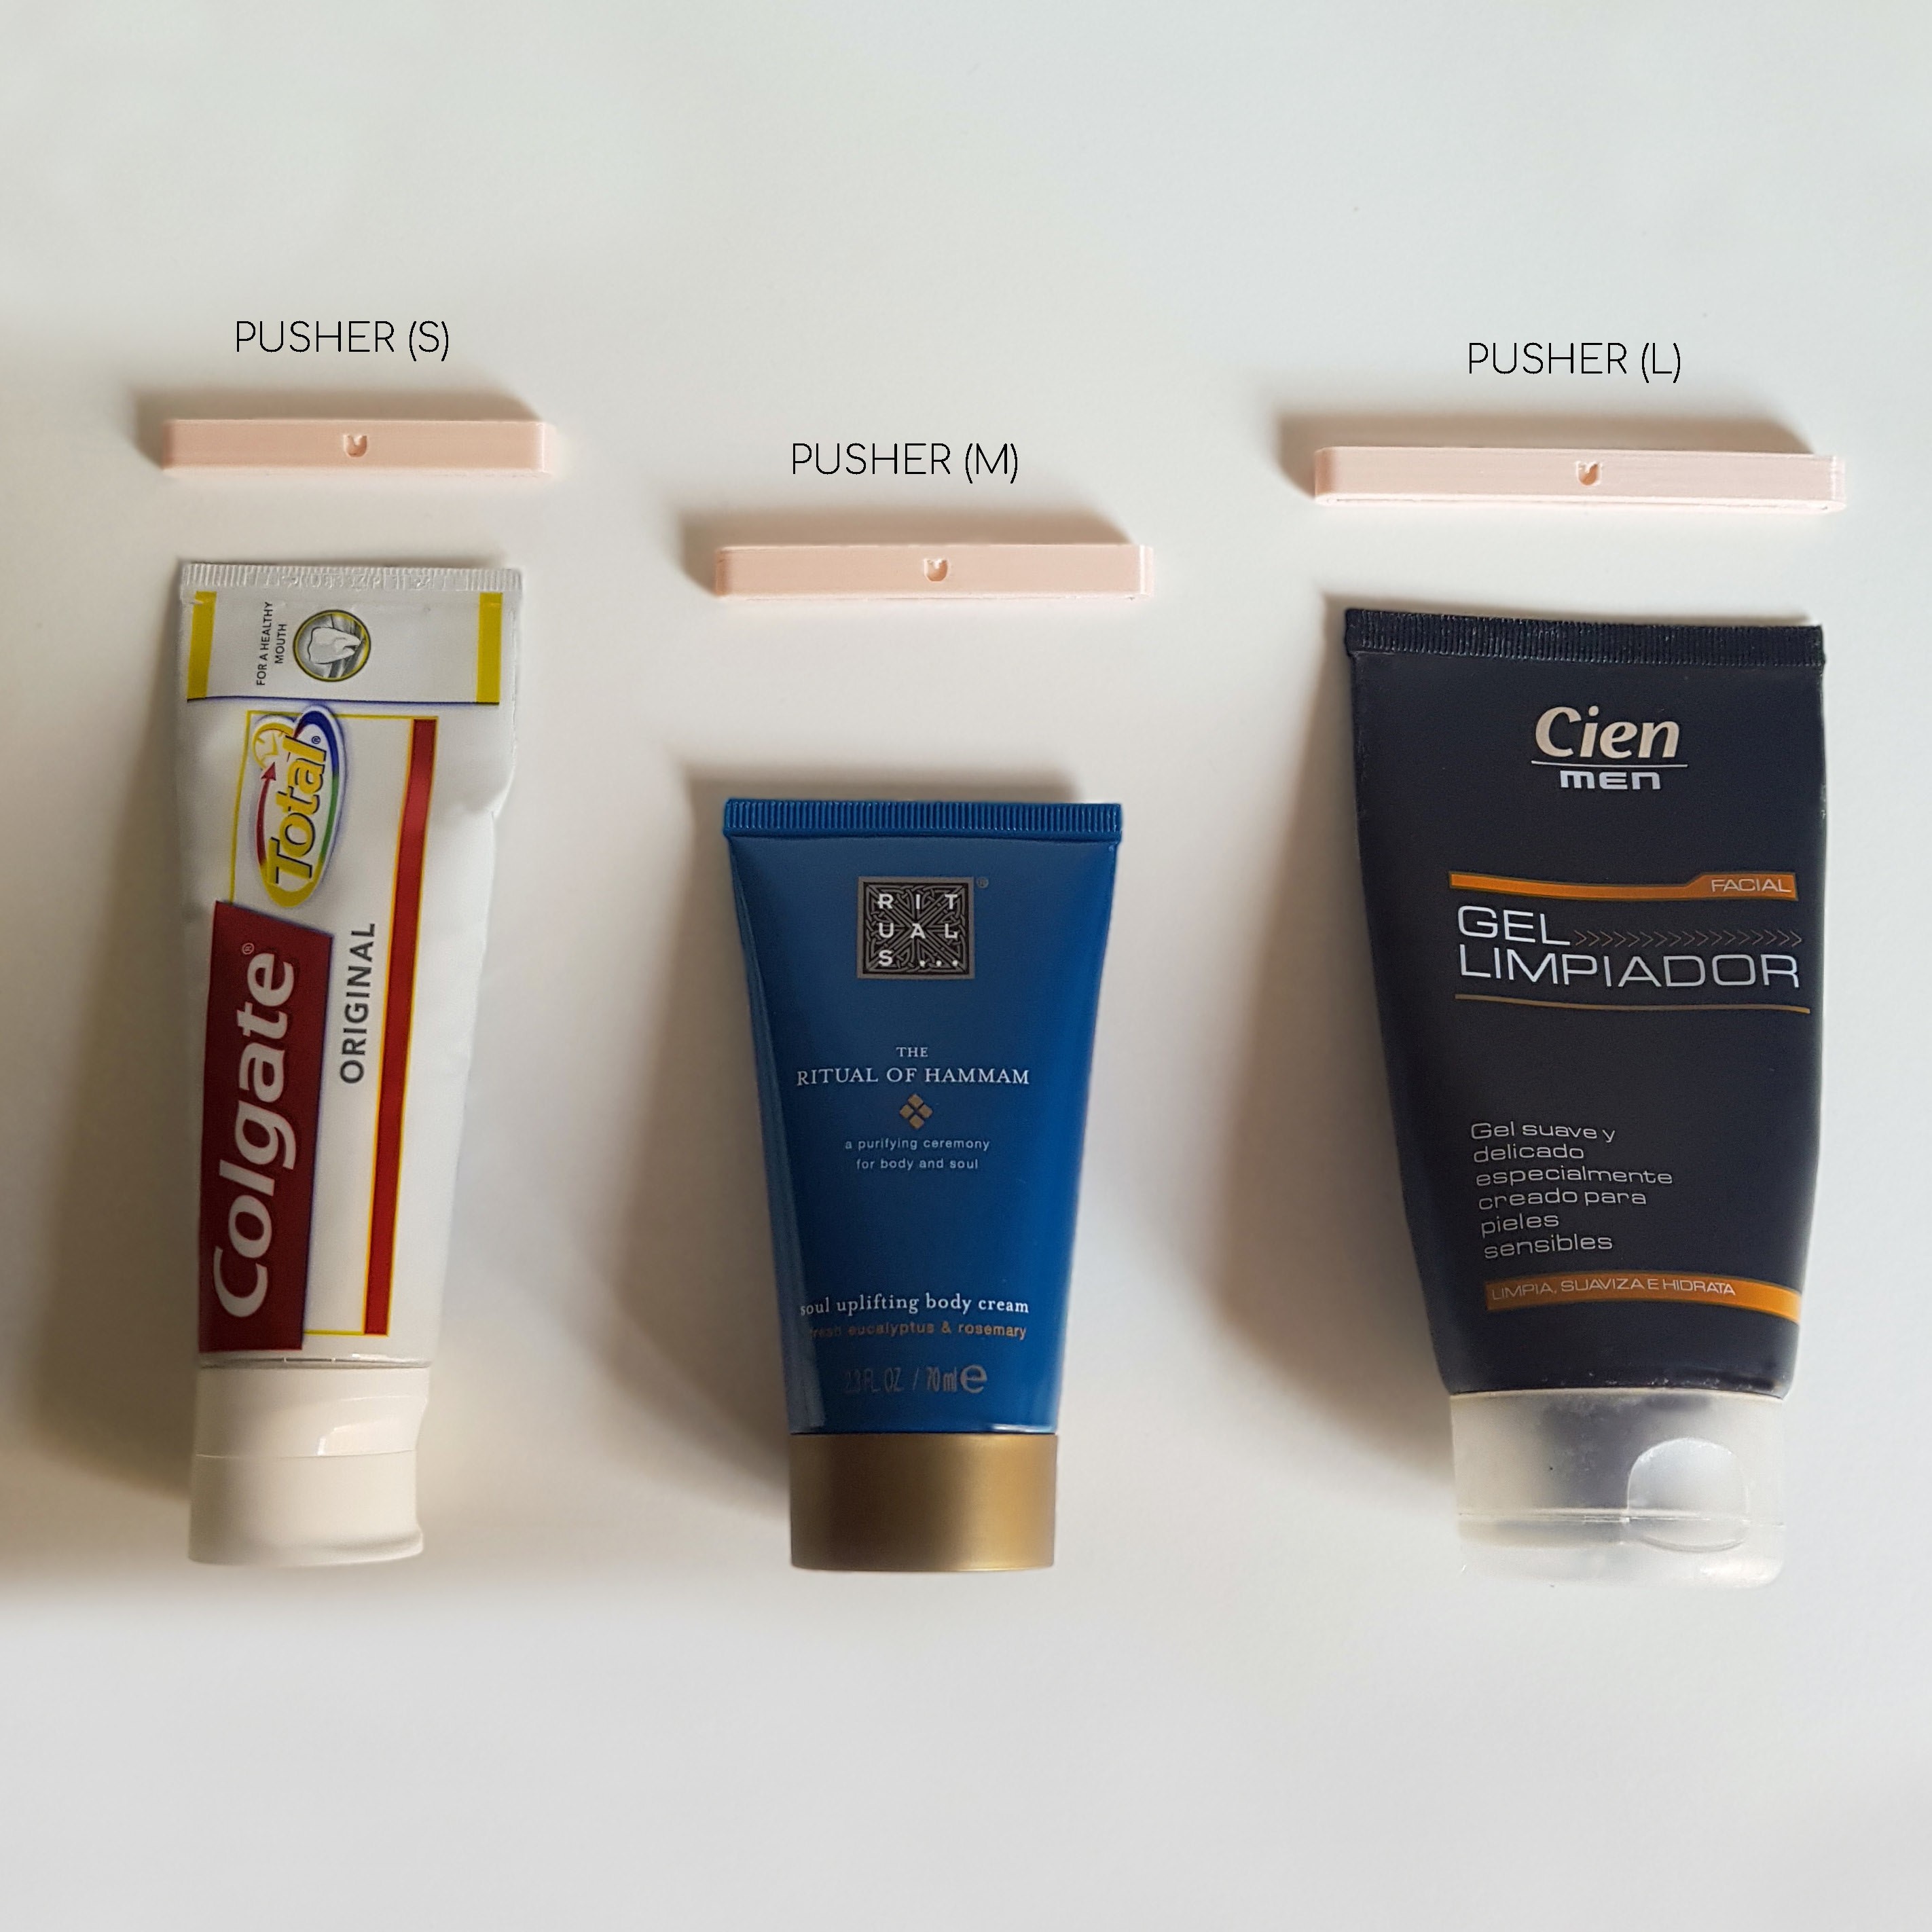 PUSHER (S)
PUSHER (M)
PUSHER (L)
FOR A HEALTHY
MOUTH
Total®
Colgate®
ORIGINAL
RIT
UAL
S...
®
THE
RITUAL OF HAMMAM
a purifying ceremony
for body and soul
soul uplifting body cream
fresh eucalyptus & rosemary
2.3 FL OZ / 70 ml e
Cien
MEN
FACIAL
GEL
LIMPIADOR
Gel suave y
delicado
especialmente
creado para
pieles
sensibles
LIMPIA, SUAVIZA E HIDRATA